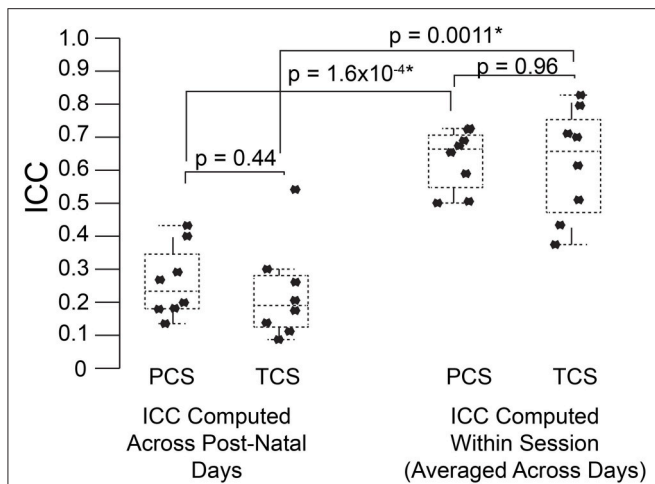 1.0
p = 0.0011*
0.9
p = 1.6x10⁻⁴*
p = 0.96
0.8
0.7
p = 0.44
0.6
ICC
0.5
0.4
0.3
0.2
0.1
0
PCS
TCS
PCS
TCS
ICC Computed
Across Post-Natal
Days
ICC Computed
Within Session
(Averaged Across Days)